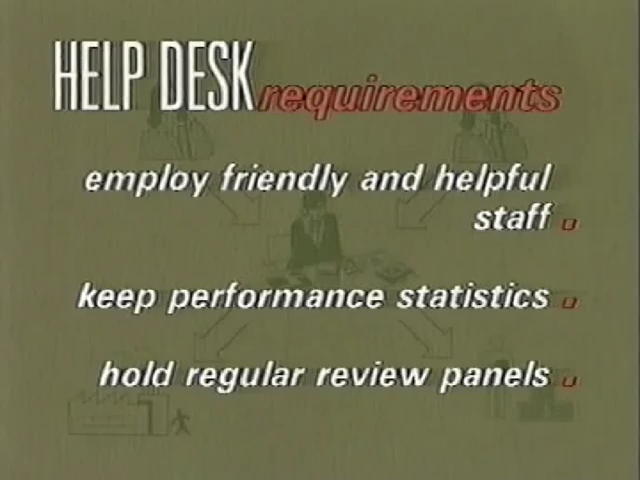 HELP DESK requirements
employ friendly and helpful
staff
keep performance statistics
hold regular review panels